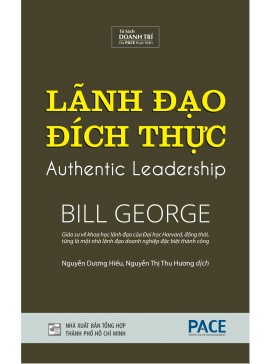 Tủ Sách
DOANH TRÍ
Do PACE thực hiện
LÃNH ĐẠO
ĐÍCH THỰC
Authentic Leadership
BILL GEORGE
Giáo sư về khoa học lãnh đạo của Đại học Harvard, đồng thời,
từng là một nhà lãnh đạo doanh nghiệp đặc biệt thành công
Nguyễn Dương Hiếu, Nguyễn Thị Thu Hương dịch
NHÀ XUẤT BẢN TỔNG HỢP
THÀNH PHỐ HỒ CHÍ MINH
PACE